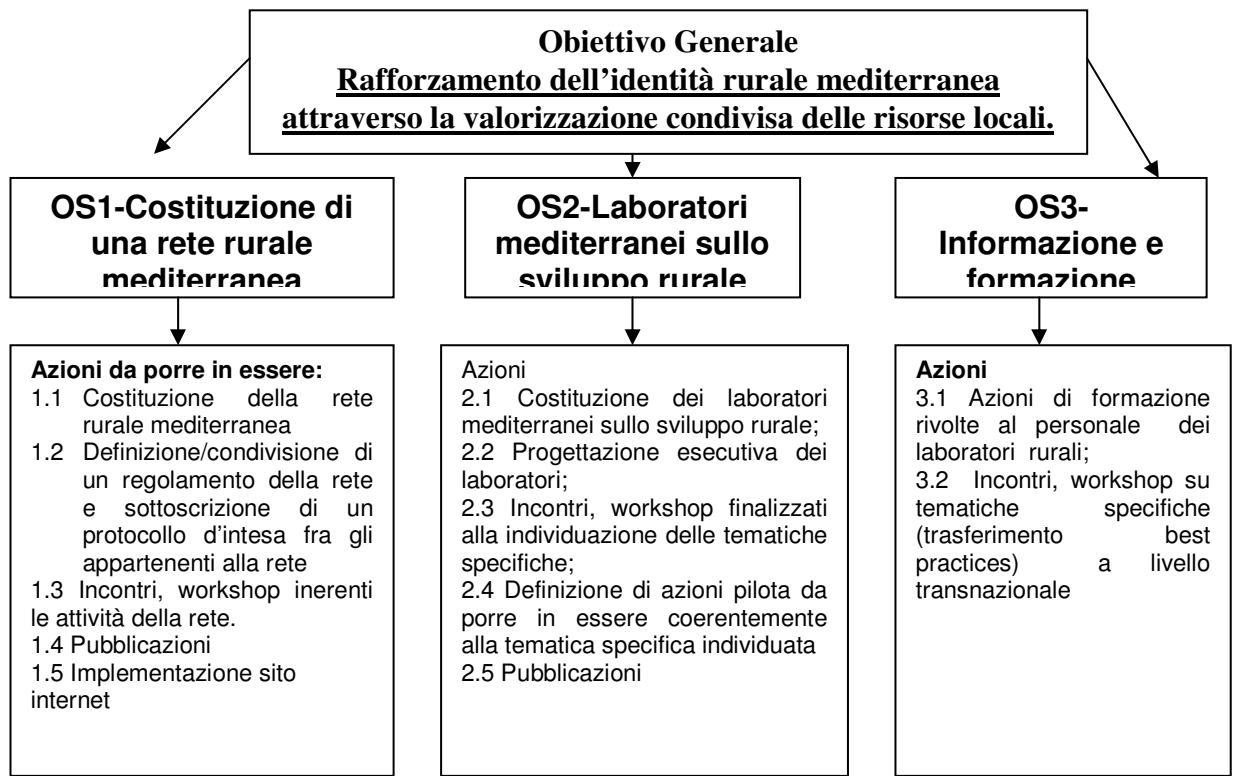 Obiettivo Generale
Rafforzamento dell'identità rurale mediterranea
attraverso la valorizzazione condivisa delle risorse locali.
OS1-Costituzione di
una rete rurale
mediterranea
OS2-Laboratori
mediterranei sullo
sviluppo rurale
OS3-
Informazione e
formazione
Azioni da porre in essere:
1.1 Costituzione della rete
rurale mediterranea
1.2 Definizione/condivisione di
un regolamento della rete
e sottoscrizione di un
protocollo d'intesa fra gli
appartenenti alla rete
1.3 Incontri, workshop inerenti
le attività della rete.
1.4 Pubblicazioni
1.5 Implementazione sito
internet
Azioni
2.1 Costituzione dei laboratori
mediterranei sullo sviluppo rurale;
2.2 Progettazione esecutiva dei
laboratori;
2.3 Incontri, workshop finalizzati
alla individuazione delle tematiche
specifiche;
2.4 Definizione di azioni pilota da
porre in essere coerentemente
alla tematica specifica individuata
2.5 Pubblicazioni
Azioni
3.1 Azioni di formazione
rivolte al personale dei
laboratori rurali;
3.2 Incontri, workshop su
tematiche specifiche
(trasferimento best
practices) a livello
transnazionale